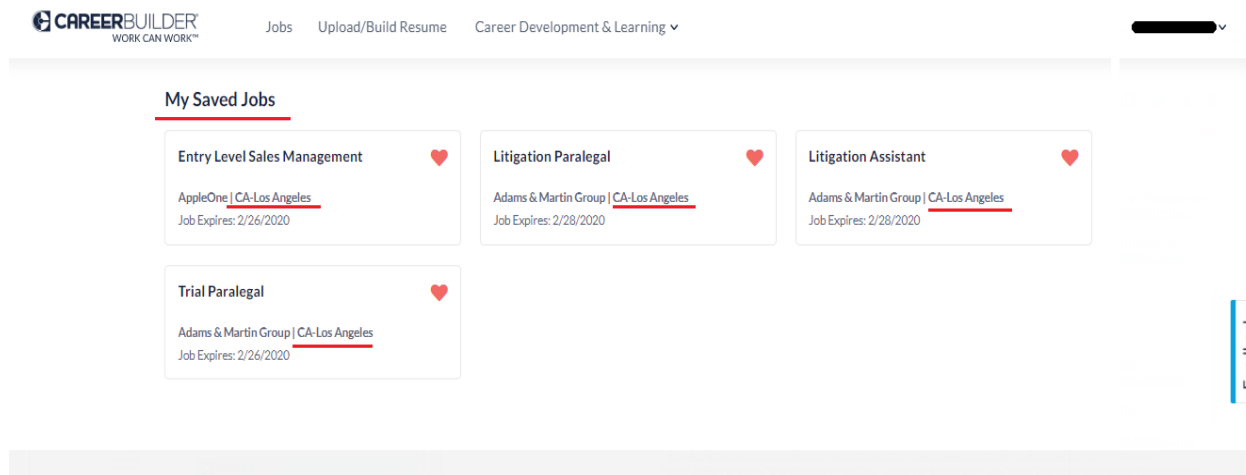 CAREERBUILDER®
WORK CAN WORK™
Jobs Upload/Build Resume Career Development & Learning
My Saved Jobs
Entry Level Sales Management
AppleOne | CA-Los Angeles
Job Expires: 2/26/2020
Litigation Paralegal
Adams & Martin Group | CA-Los Angeles
Job Expires: 2/28/2020
Litigation Assistant
Adams & Martin Group | CA-Los Angeles
Job Expires: 2/28/2020
Trial Paralegal
Adams & Martin Group | CA-Los Angeles
Job Expires: 2/26/2020